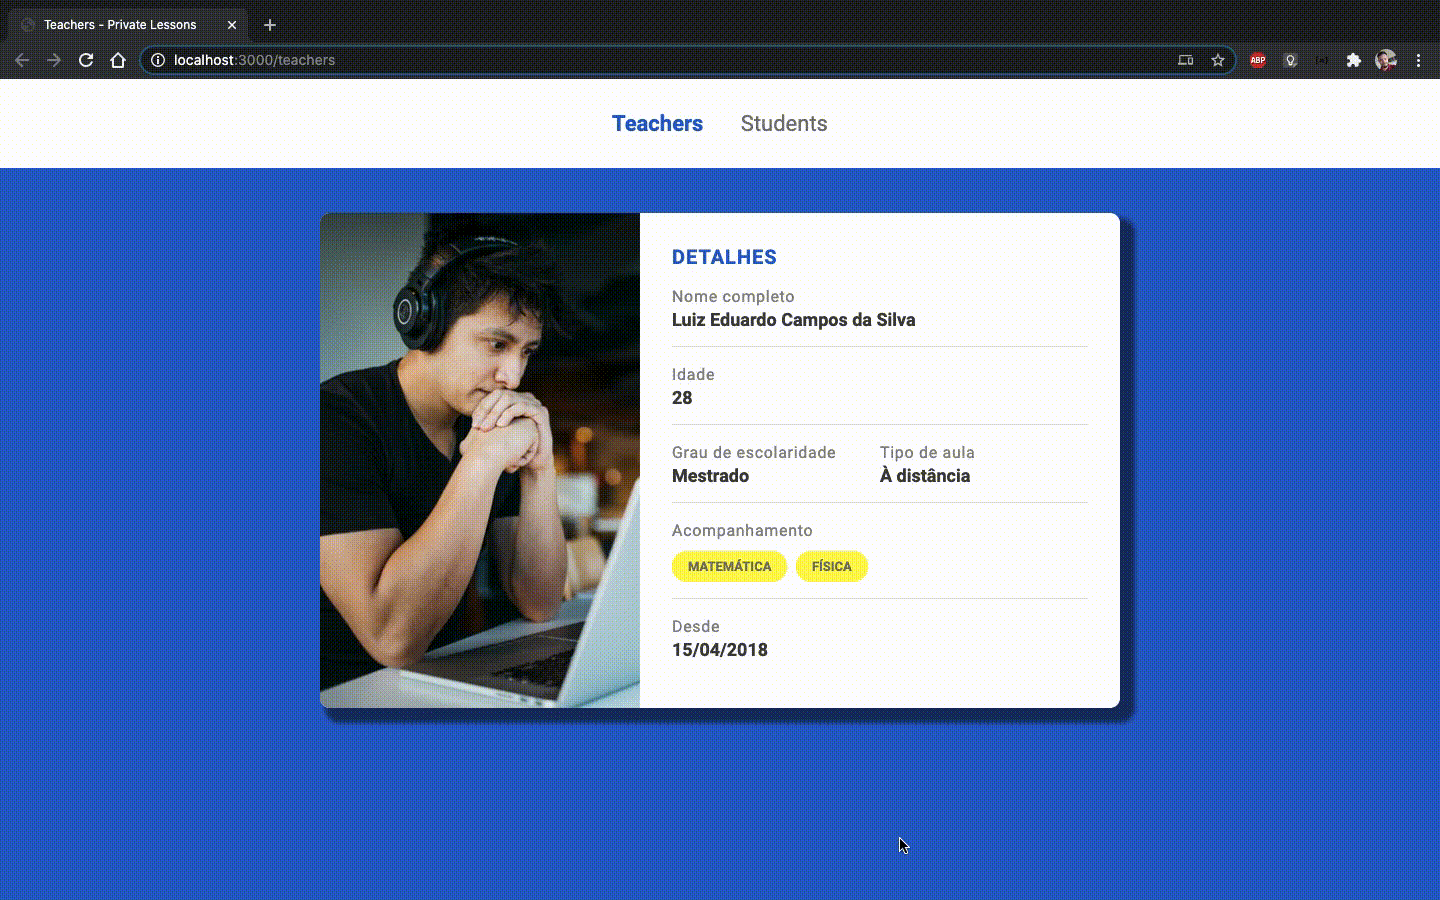 Teachers - Private Lessons
localhost:3000/teachers
ABP
Teachers Students
DETALHES
Nome completo
Luiz Eduardo Campos da Silva
Idade
28
Grau de escolaridade Tipo de aula
Mestrado À distância
Acompanhamento
MATEMÁTICA FÍSICA
Desde
15/04/2018